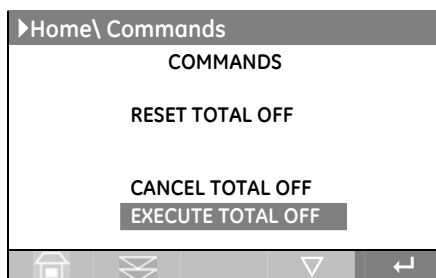 Home\ Commands
COMMANDS
RESET TOTAL OFF
CANCEL TOTAL OFF
EXECUTE TOTAL OFF